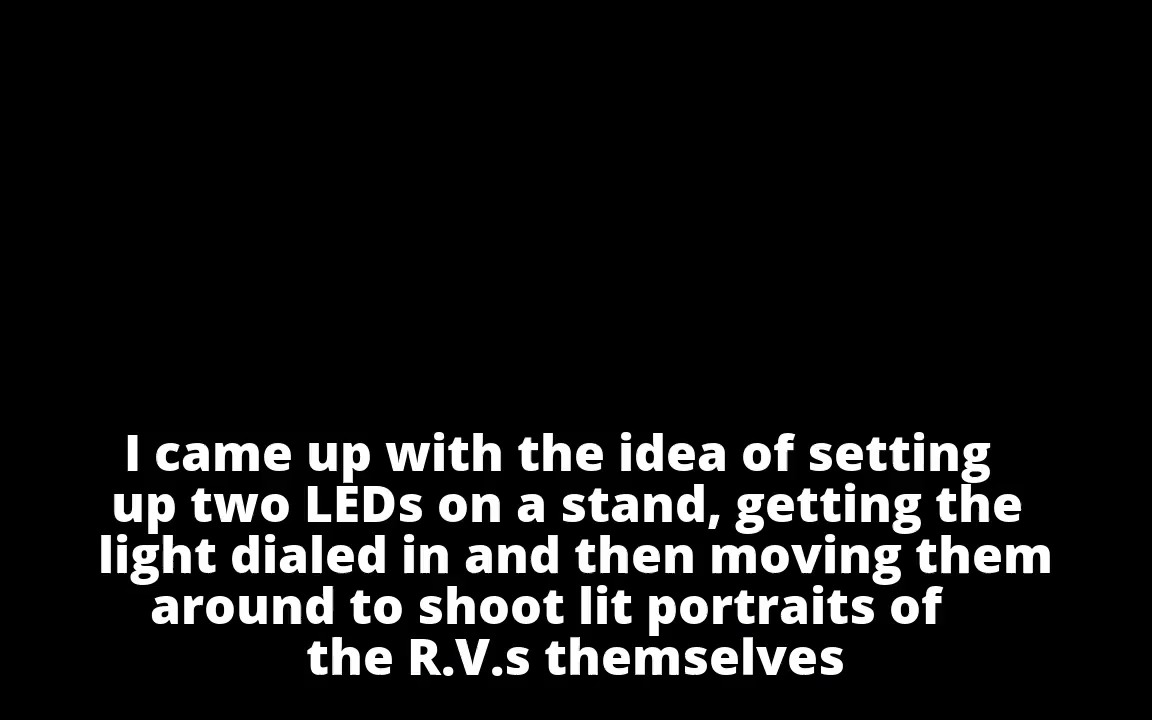 I came up with the idea of setting
up two LEDs on a stand, getting the
light dialed in and then moving them
around to shoot lit portraits of
the R.V.s themselves